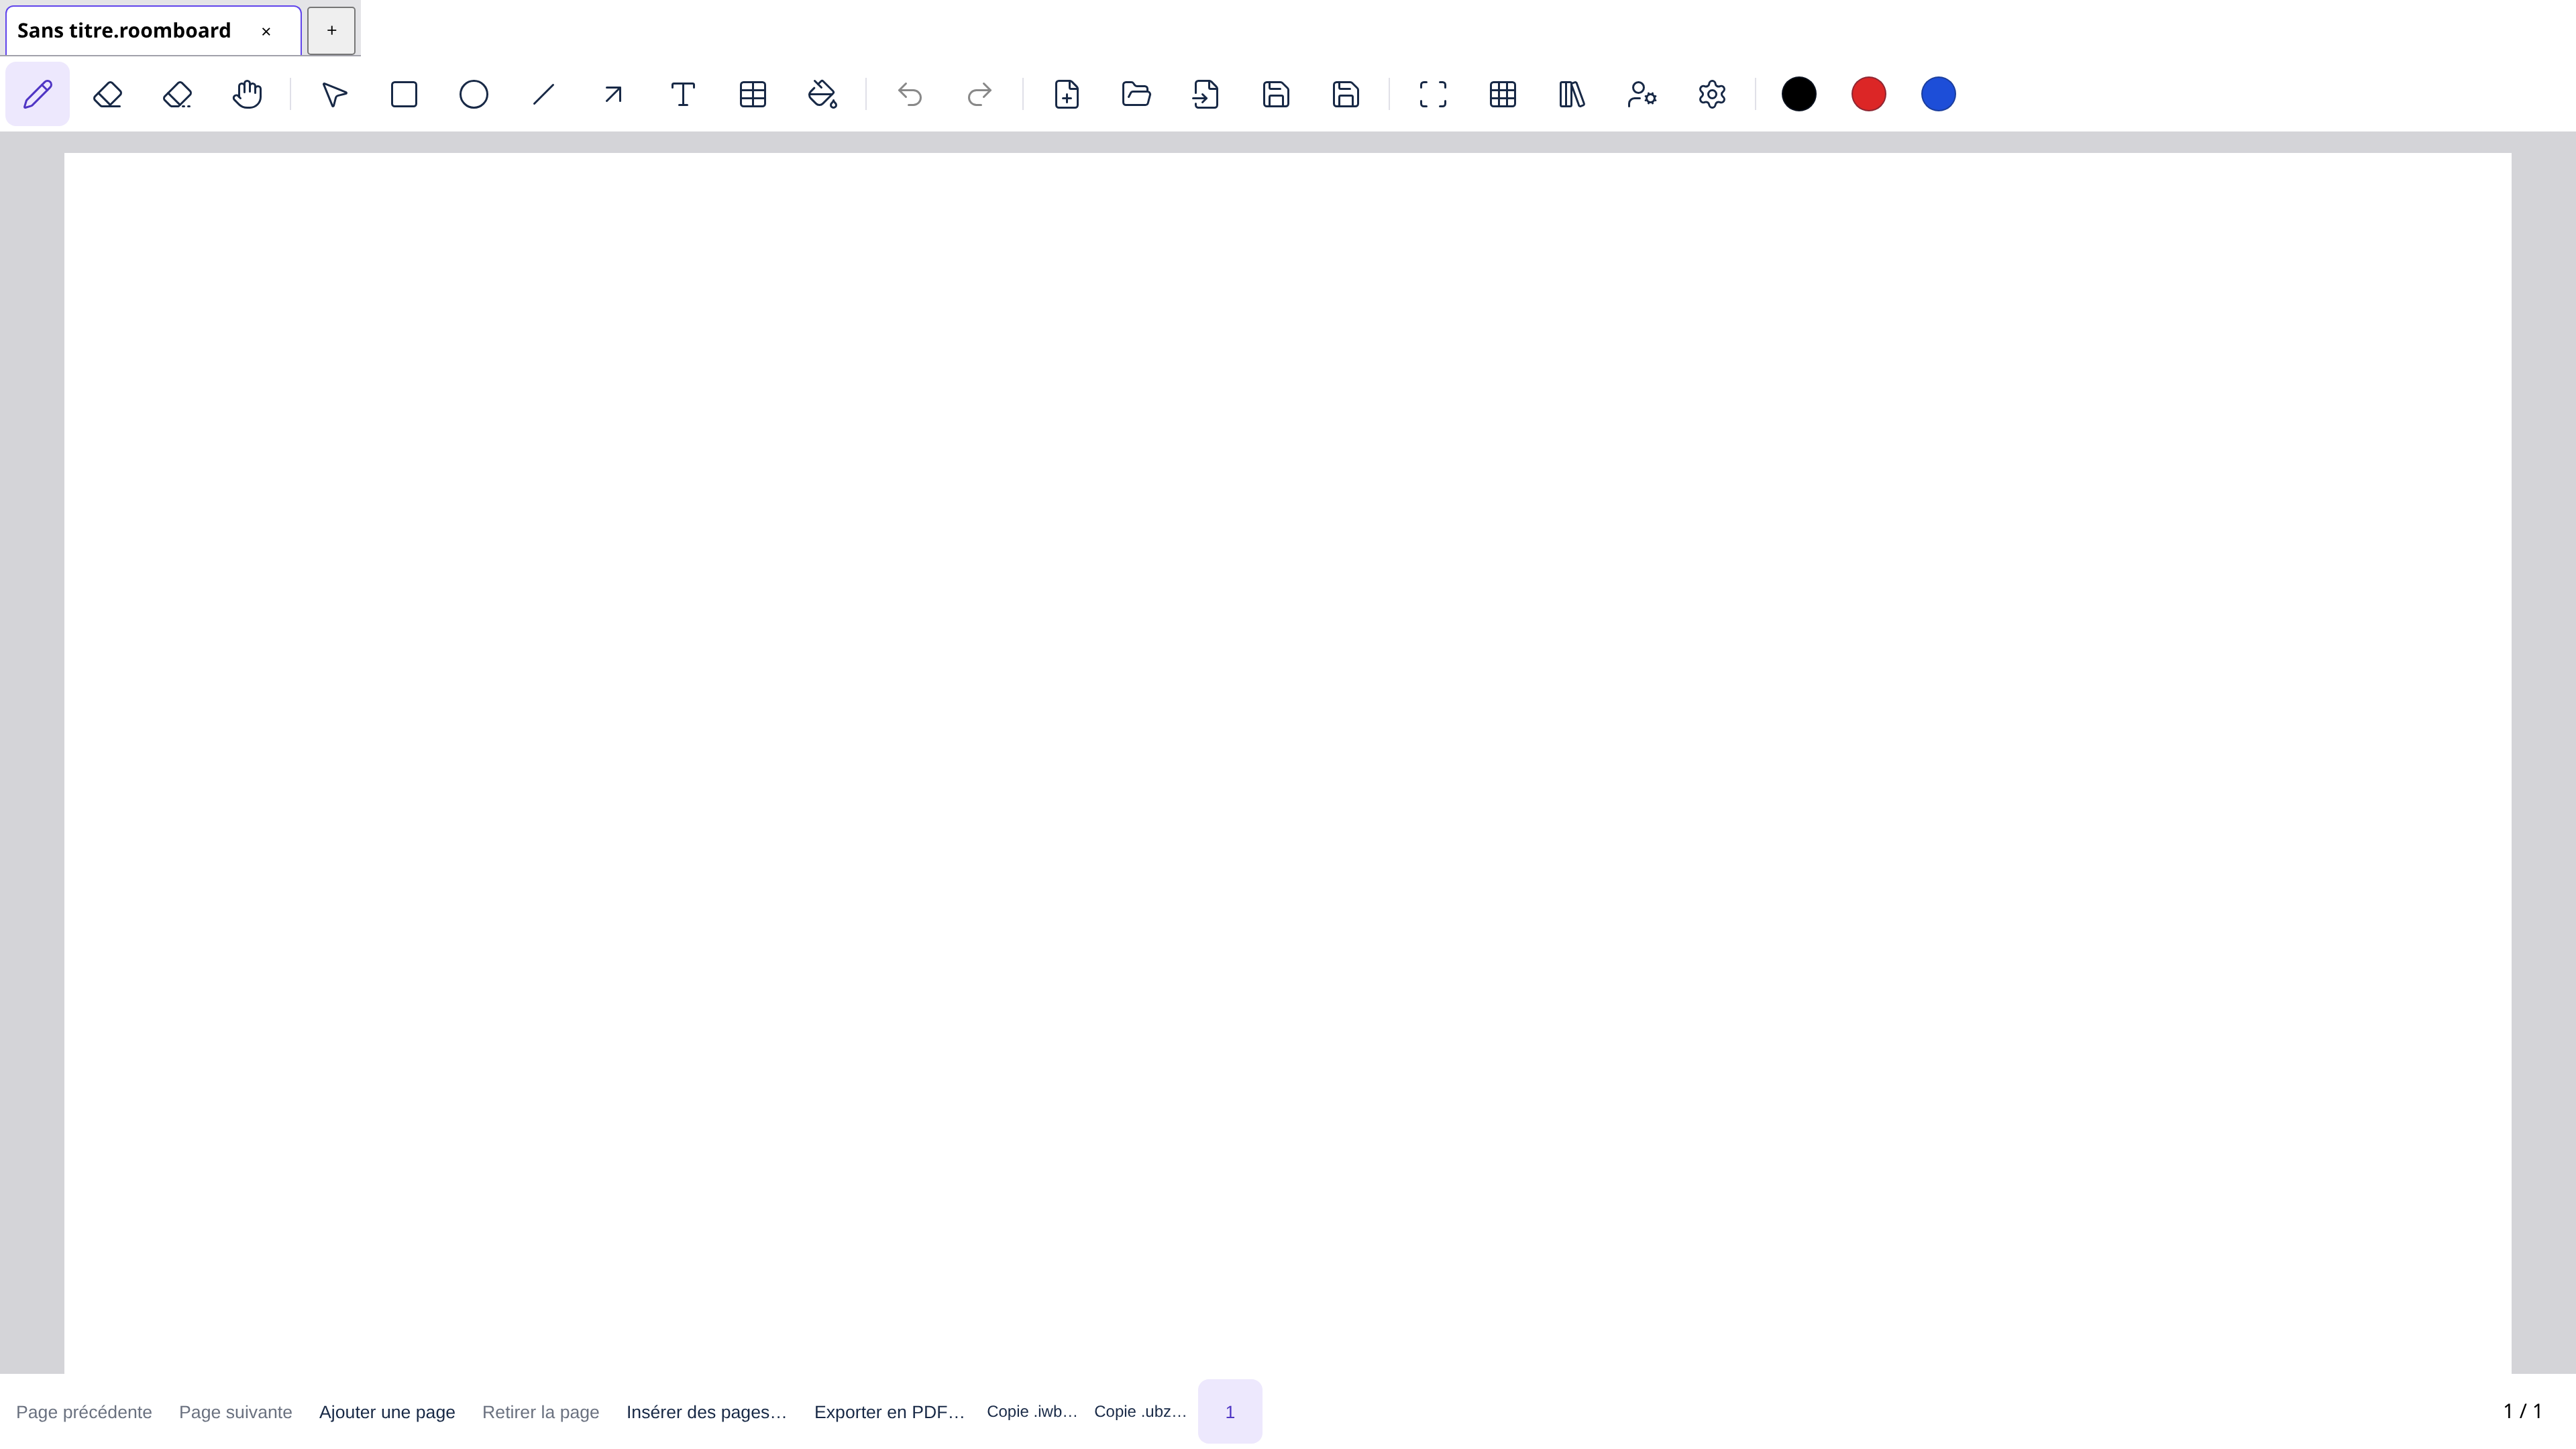 Sans titre.roomboard × +
Page précédente Page suivante Ajouter une page Retirer la page Insérer des pages… Exporter en PDF… Copie .iwb… Copie .ubz… 1 1 / 1